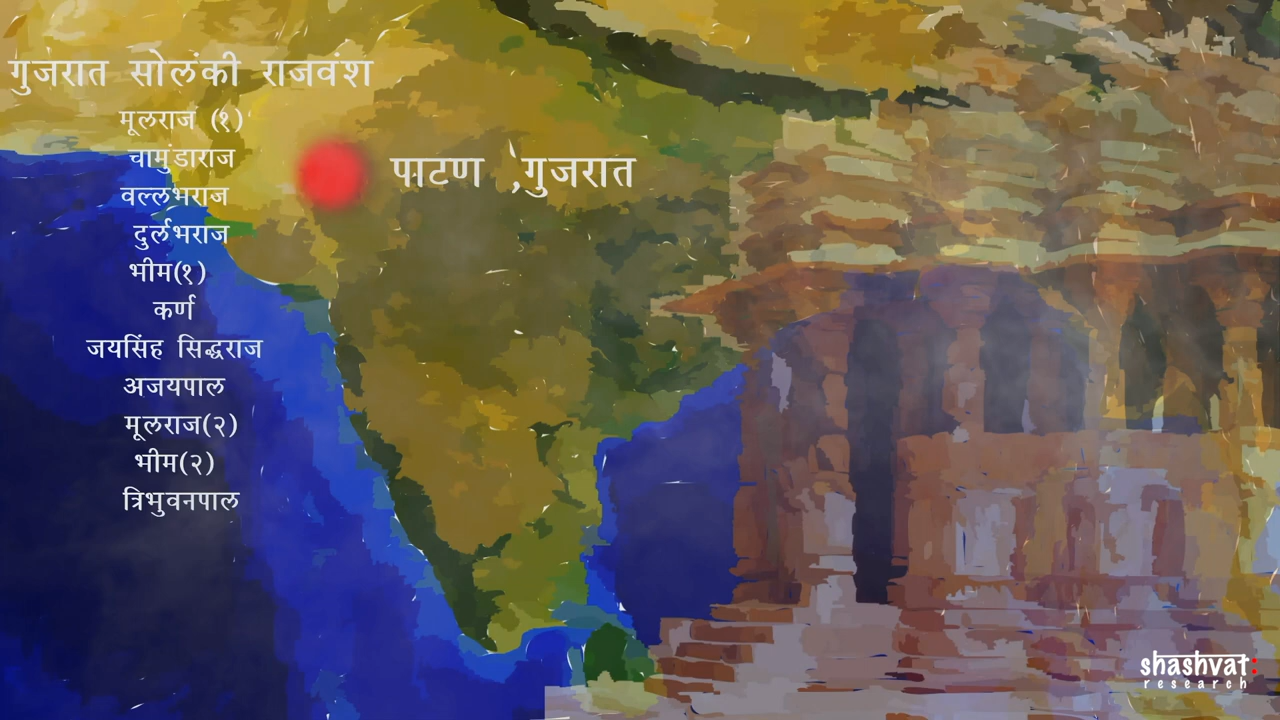 गुजरात सोलंकी राजवंश
मूलराज (१)
चामुंडाराज
वल्लभराज
दुर्लभराज
भीम(१)
कर्ण
जयसिंह सिद्धराज
अजयपाल
मूलराज(२)
भीम(२)
त्रिभुवनपाल
पाटण ,गुजरात
shashvat:
research